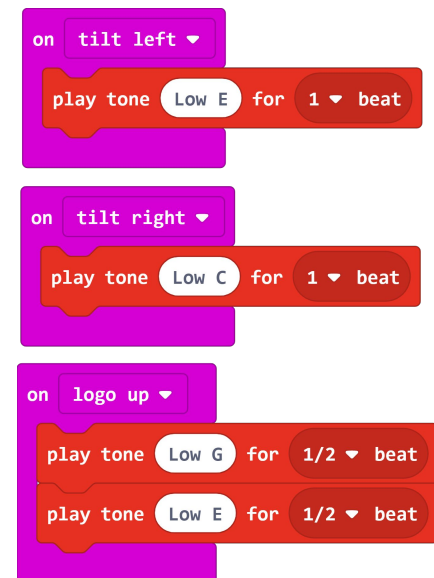 on tilt left
play tone Low E for 1 beat
on tilt right
play tone Low C for 1 beat
on logo up
play tone Low G for 1/2 beat
play tone Low E for 1/2 beat